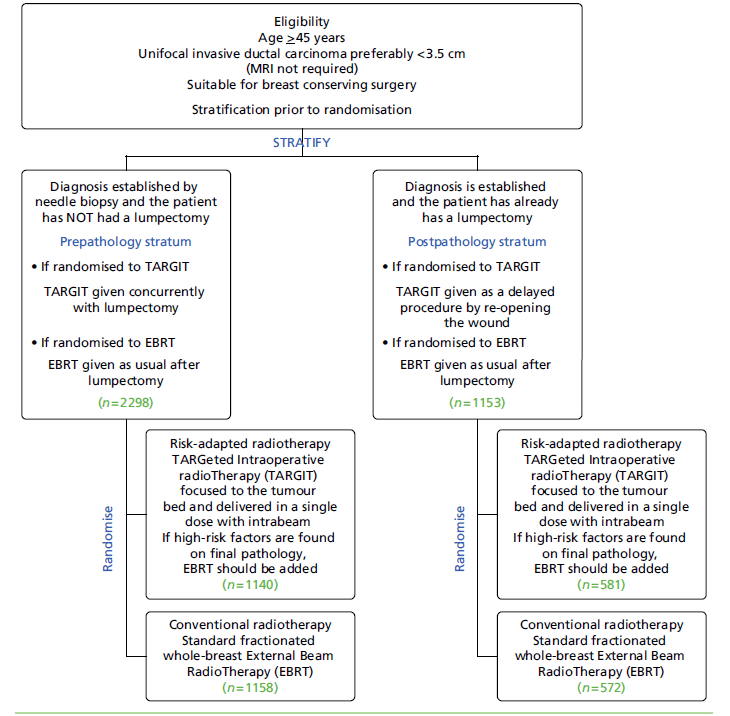 Eligibility
Age ≥45 years
Unifocal invasive ductal carcinoma preferably <3.5 cm
(MRI not required)
Suitable for breast conserving surgery
Stratification prior to randomisation
STRATIFY
Diagnosis established by
needle biopsy and the patient
has NOT had a lumpectomy
Prepathology stratum
• If randomised to TARGIT
TARGIT given concurrently
with lumpectomy
• If randomised to EBRT
EBRT given as usual after
lumpectomy
(n=2298)
Diagnosis is established
and the patient has already
has a lumpectomy
Postpathology stratum
• If randomised to TARGIT
TARGIT given as a delayed
procedure by re-opening
the wound
• If randomised to EBRT
EBRT given as usual after
lumpectomy
(n=1153)
Randomise
Risk-adapted radiotherapy
TARGeted Intraoperative
radioTherapy (TARGIT)
focused to the tumour
bed and delivered in a single
dose with intrabeam
If high-risk factors are found
on final pathology,
EBRT should be added
(n=1140)
Conventional radiotherapy
Standard fractionated
whole-breast External Beam
RadioTherapy (EBRT)
(n=1158)
Randomise
Risk-adapted radiotherapy
TARGeted Intraoperative
radioTherapy (TARGIT)
focused to the tumour
bed and delivered in a single
dose with intrabeam
If high-risk factors are found
on final pathology,
EBRT should be added
(n=581)
Conventional radiotherapy
Standard fractionated
whole-breast External Beam
RadioTherapy (EBRT)
(n=572)